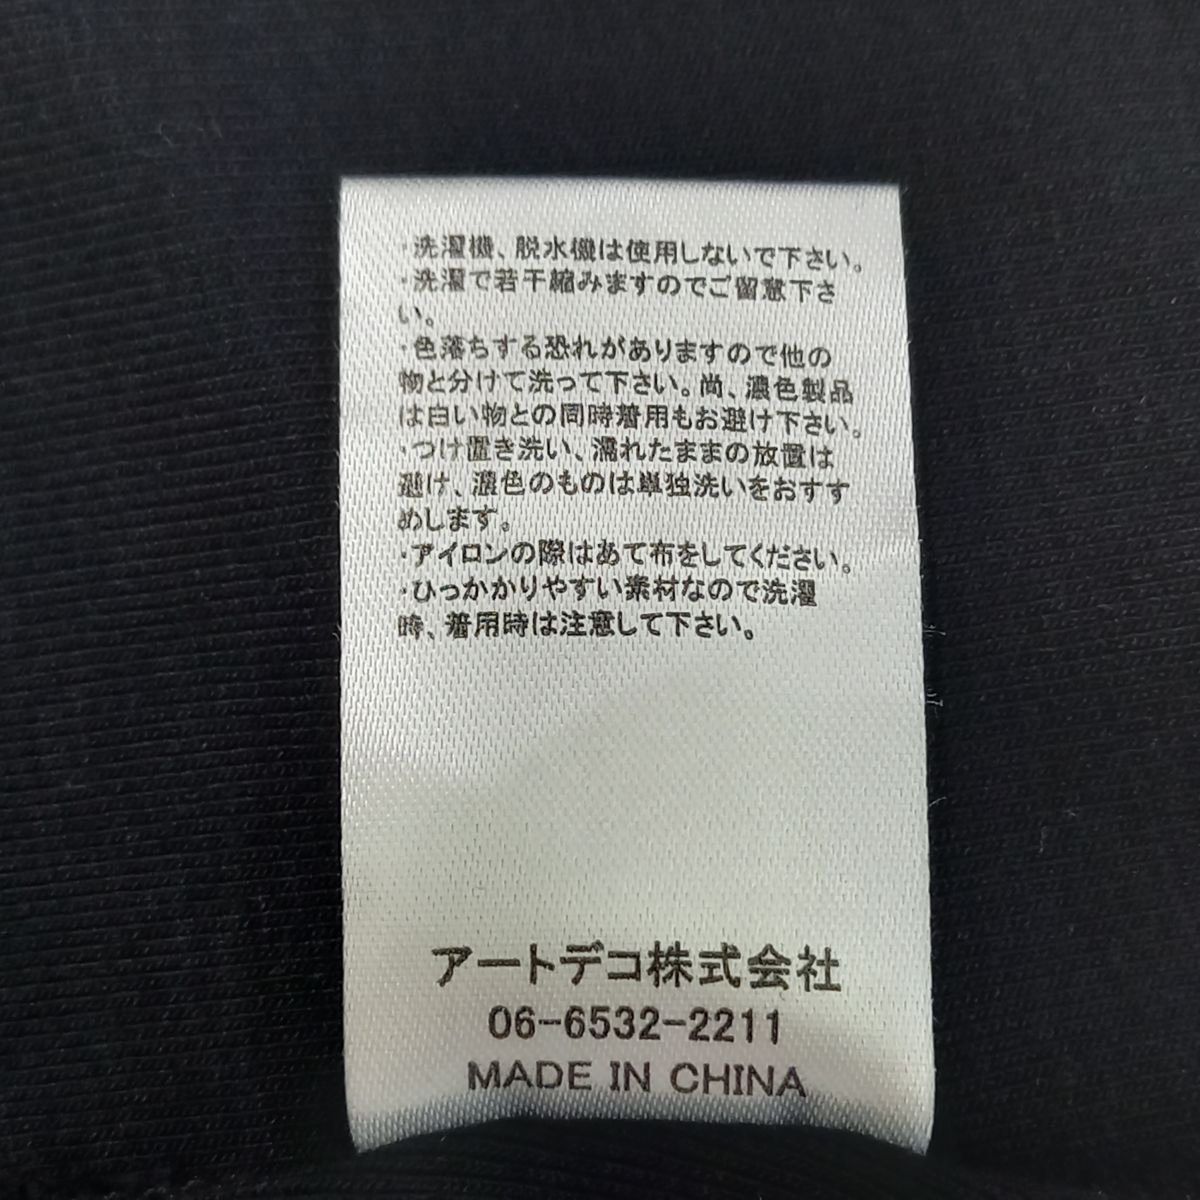 ・洗濯機、脱水機は使用しないで下さい。
・洗濯で若干縮みますのでご留意下さ
い。
・色落ちする恐れがありますので他の
物と分けて洗って下さい。尚、濃色製品
は白い物との同時着用もお避け下さい。
・つけ置き洗い、濡れたままの放置は
避け、濃色のものは単独洗いをおすす
めします。
・アイロンの際はあて布をしてください。
・ひっかかりやすい素材なので洗濯
時、着用時は注意して下さい。
アートデコ株式会社
06-6532-2211
MADE IN CHINA